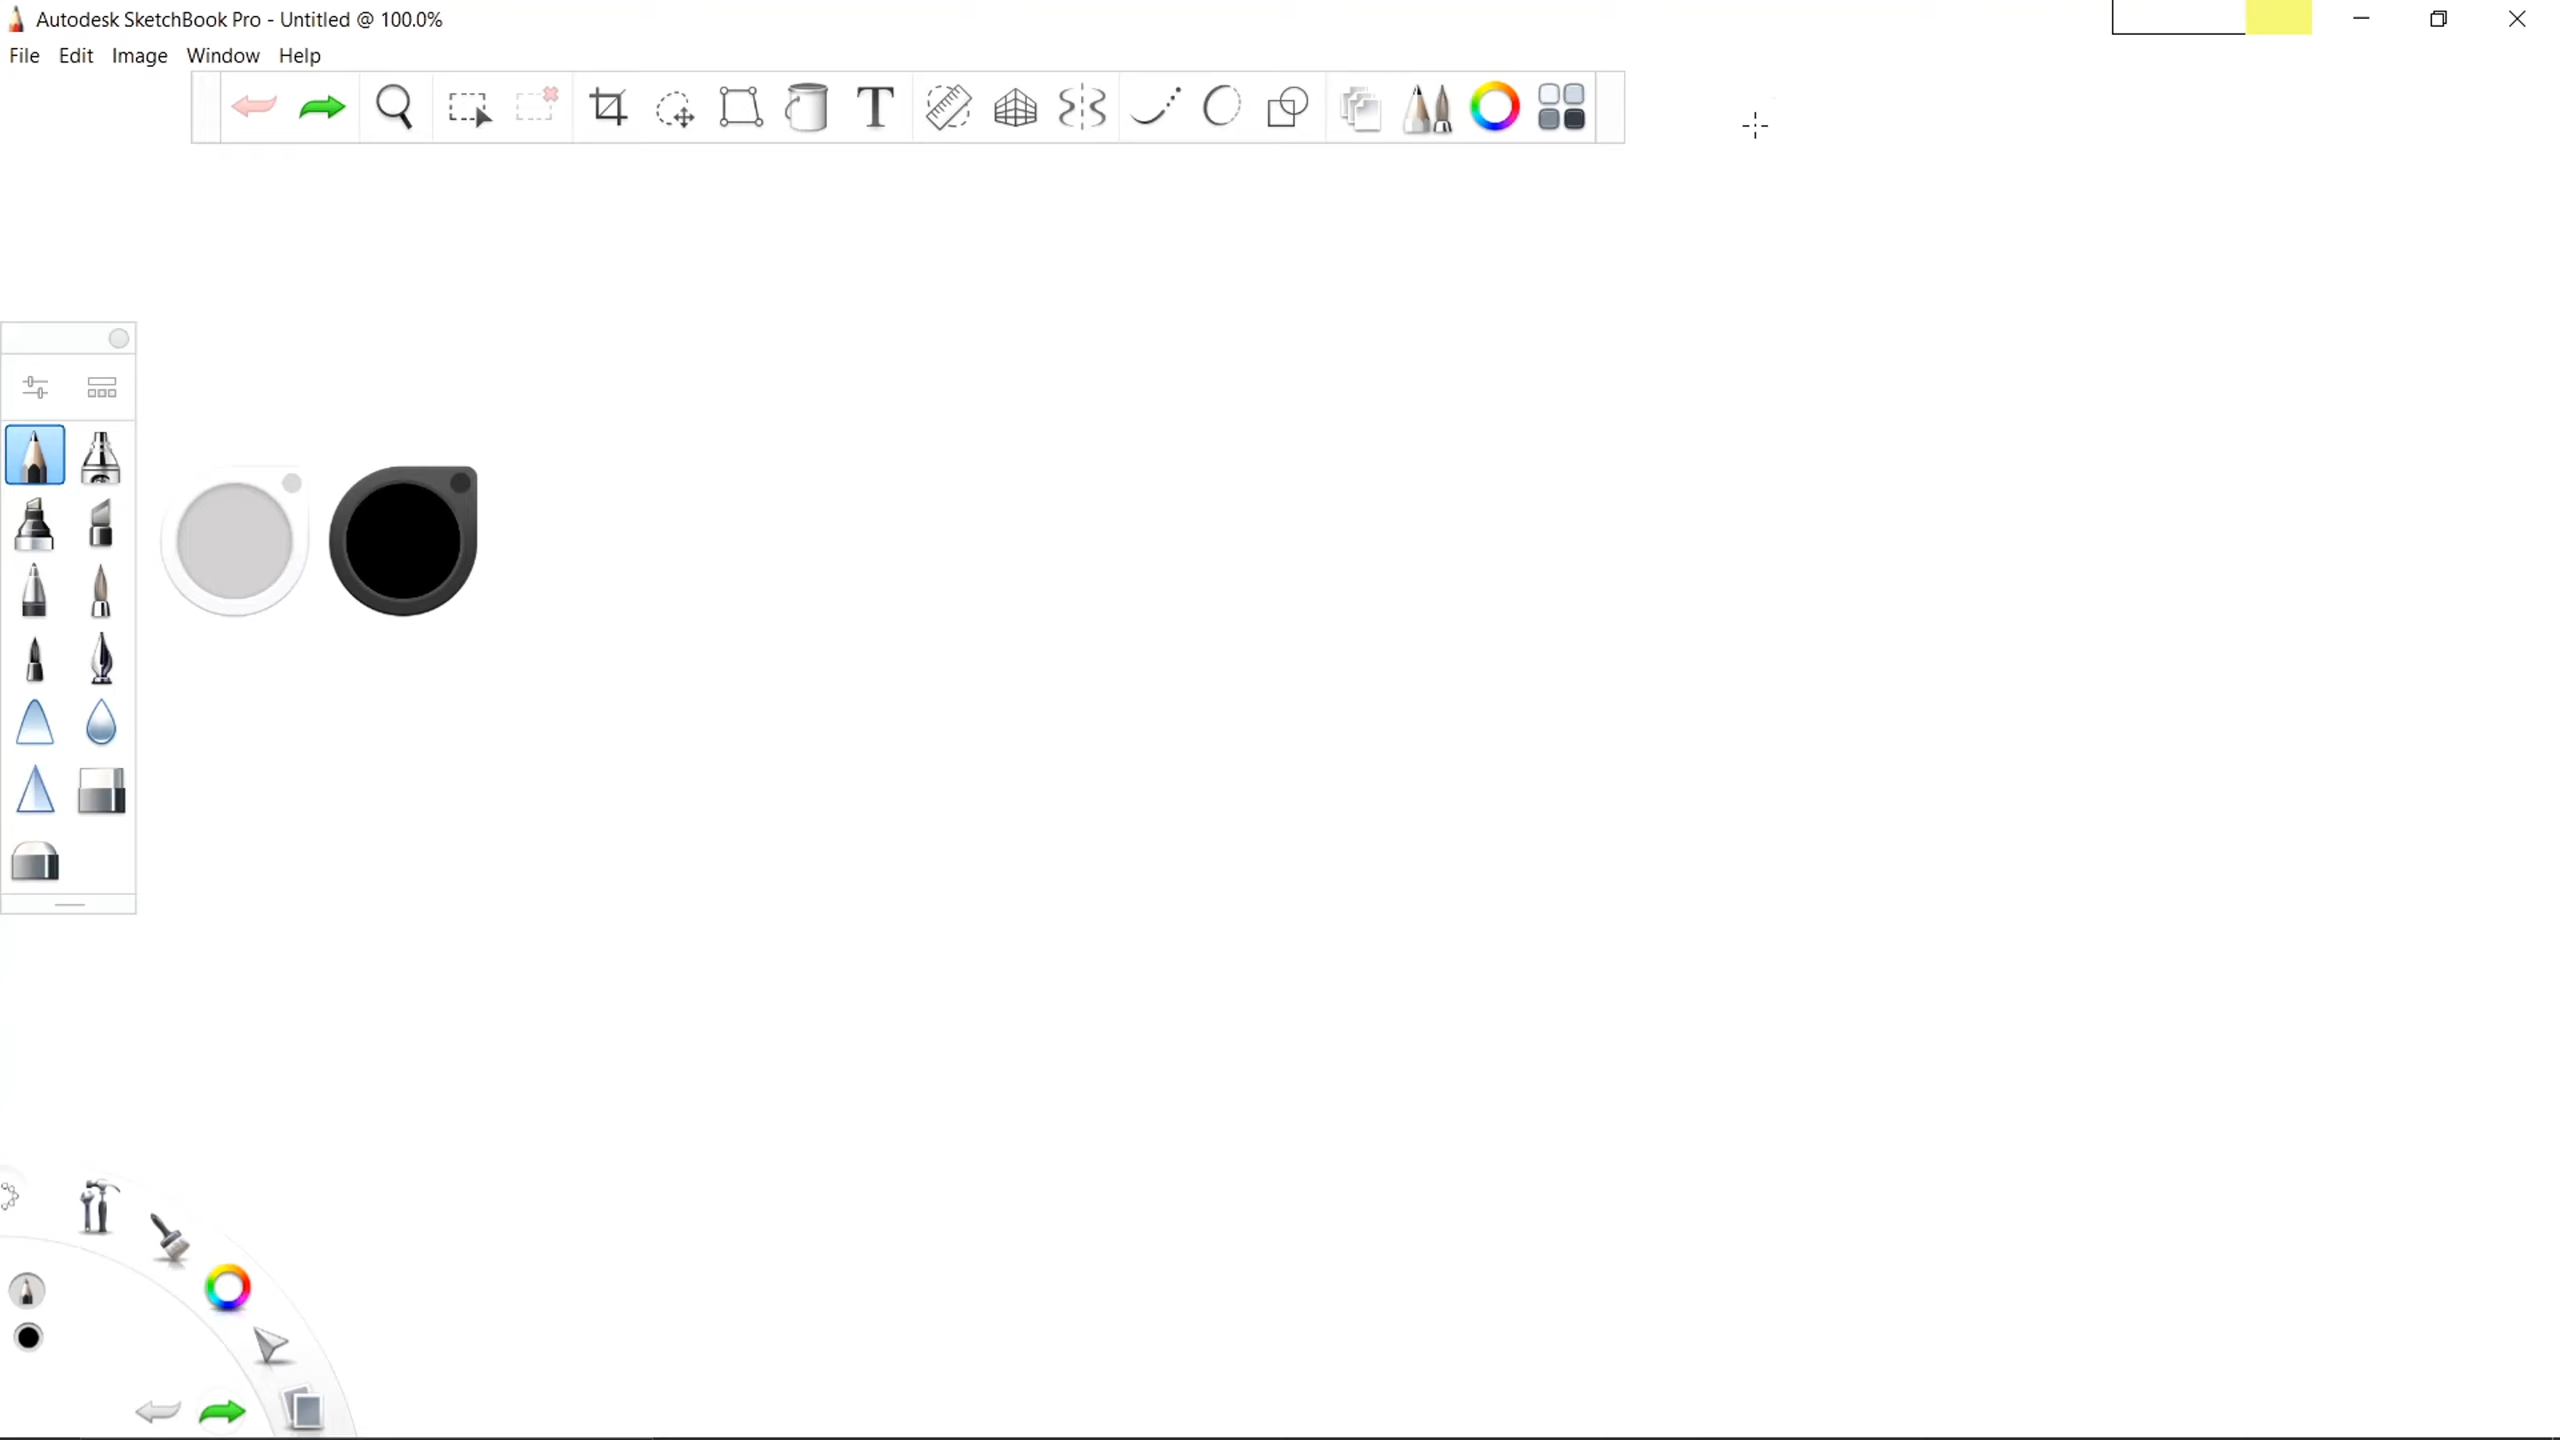 Autodesk SketchBook Pro - Untitled @ 100.0%
File Edit Image Window Help
T